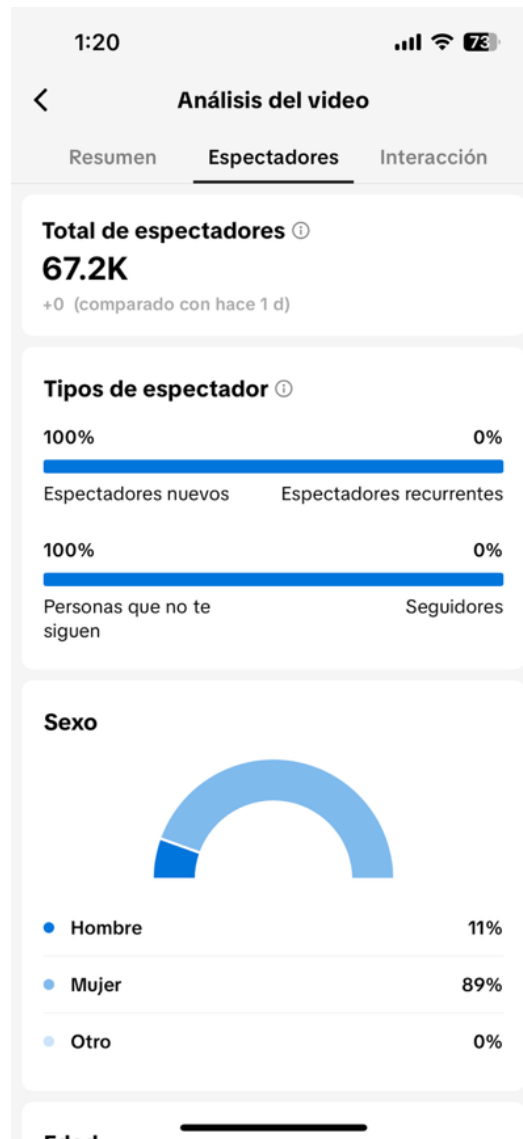 1:20
73
Análisis del video
Resumen Espectadores Interacción
Total de espectadores
67.2K
+0 (comparado con hace 1 d)
Tipos de espectador
100% 0%
Espectadores nuevos Espectadores recurrentes
100% 0%
Personas que no te Seguidores
siguen
Sexo
Hombre 11%
Mujer 89%
Otro 0%